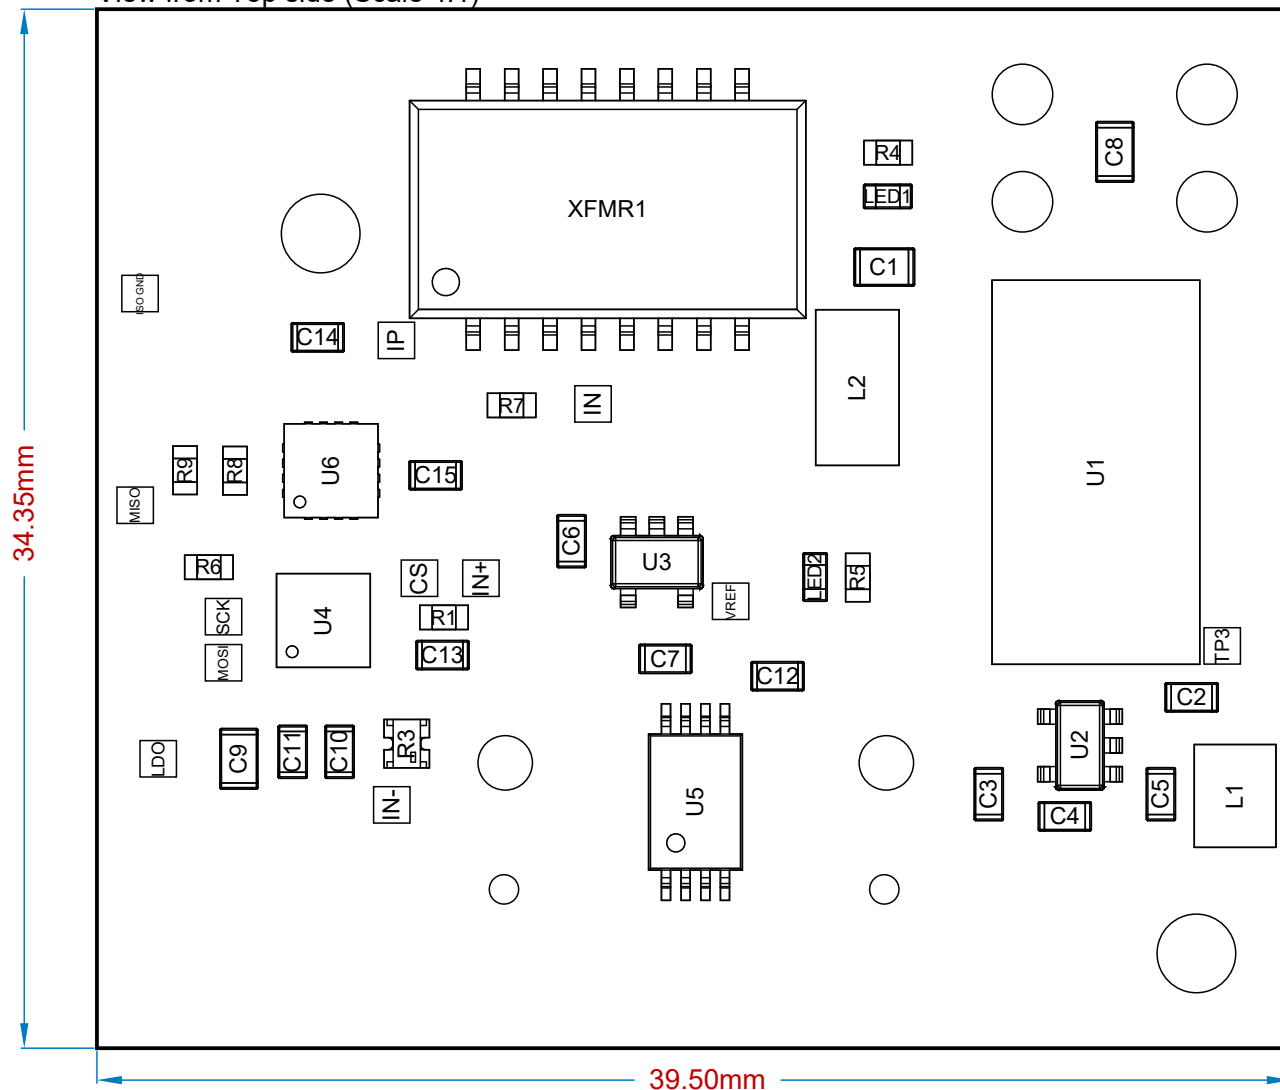 View from Top side (Scale 4:1)
C8
R4
LED1
XFMR1
C1
ISO GND
C14
IP
L2
IN
R7
U1
U6
R9
R8
C15
MISO
C6
U3
R6
CS
IN+
LED2
R5
VREF
SCK
U4
R1
TP3
MOSI
C13
C7
C12
C2
34.35mm
LDO
C9
C11
C10
R3
U2
IN-
U5
C3
C4
C5
L1
39.50mm